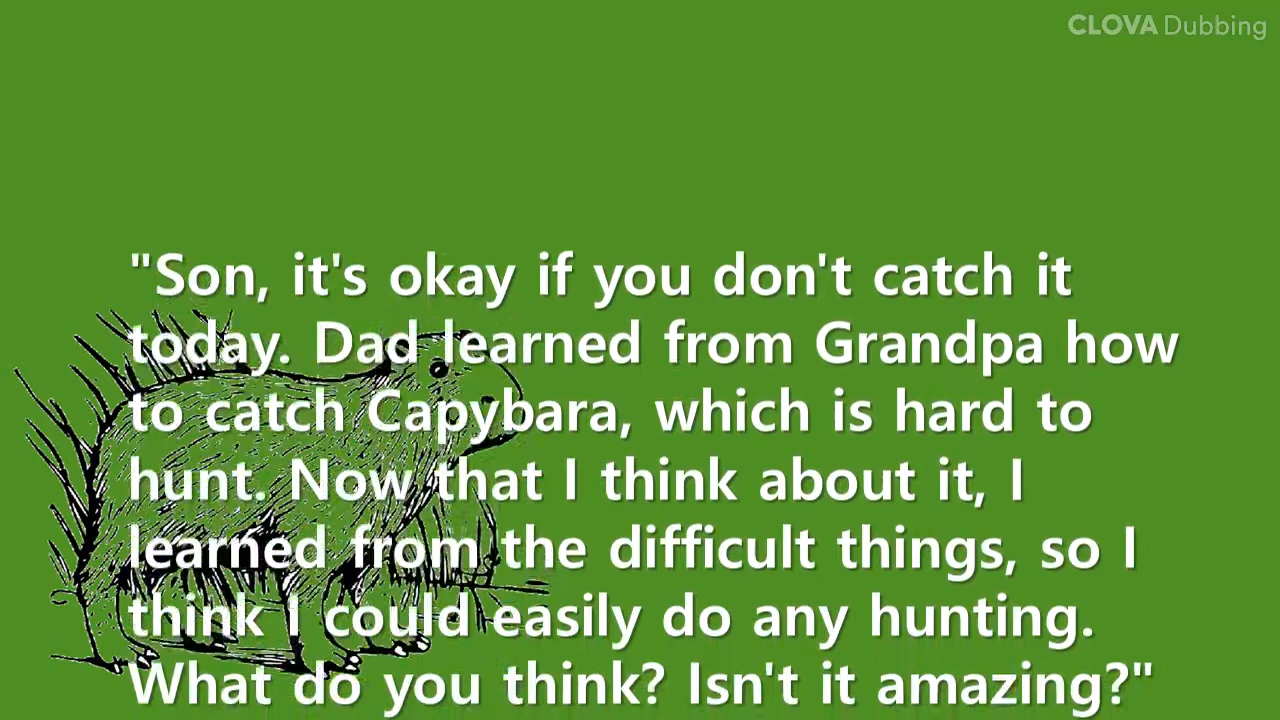 CLOVA Dubbing
"Son, it's okay if you don't catch it
today. Dad learned from Grandpa how
to catch Capybara, which is hard to
hunt. Now that I think about it, I
learned from the difficult things, so I
think I could easily do any hunting.
What do you think? Isn't it amazing?"